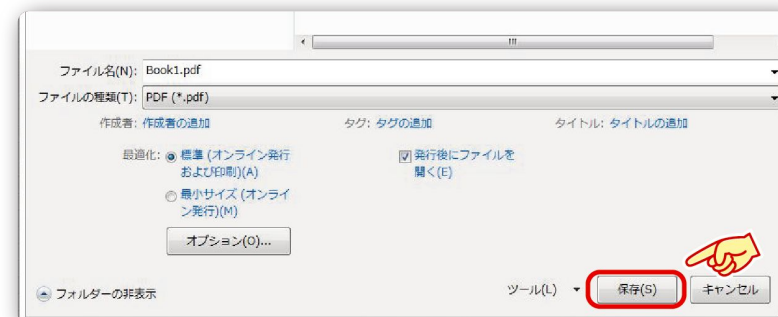 ファイル名(N): Book1.pdf
ファイルの種類(T): PDF (*.pdf)
作成者: 作成者の追加 タグ: タグの追加 タイトル: タイトルの追加
最適化: 標準 (オンライン発行 発行後にファイルを
および印刷)(A) 開く(E)
最小サイズ (オンライ
ン発行)(M)
オプション(O)...
フォルダーの非表示 ツール(L) 保存(S) キャンセル